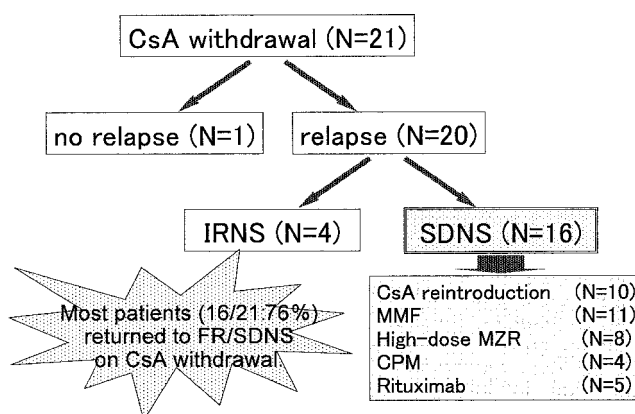 CsA withdrawal (N=21)
no relapse (N=1)
relapse (N=20)
IRNS (N=4)
SDNS (N=16)
Most patients (16/21:76%)
returned to FR/SDNS
on CsA withdrawal
CsA reintroduction (N=10)
MMF (N=11)
High-dose MZR (N=8)
CPM (N=4)
Rituximab (N=5)